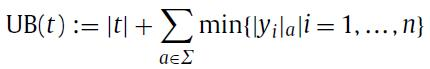 UB(t) := |t| + ∑_{a∈Σ} min{|y_i|_a|i = 1, ..., n}